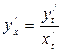 y'_x = y'_t / x'_t